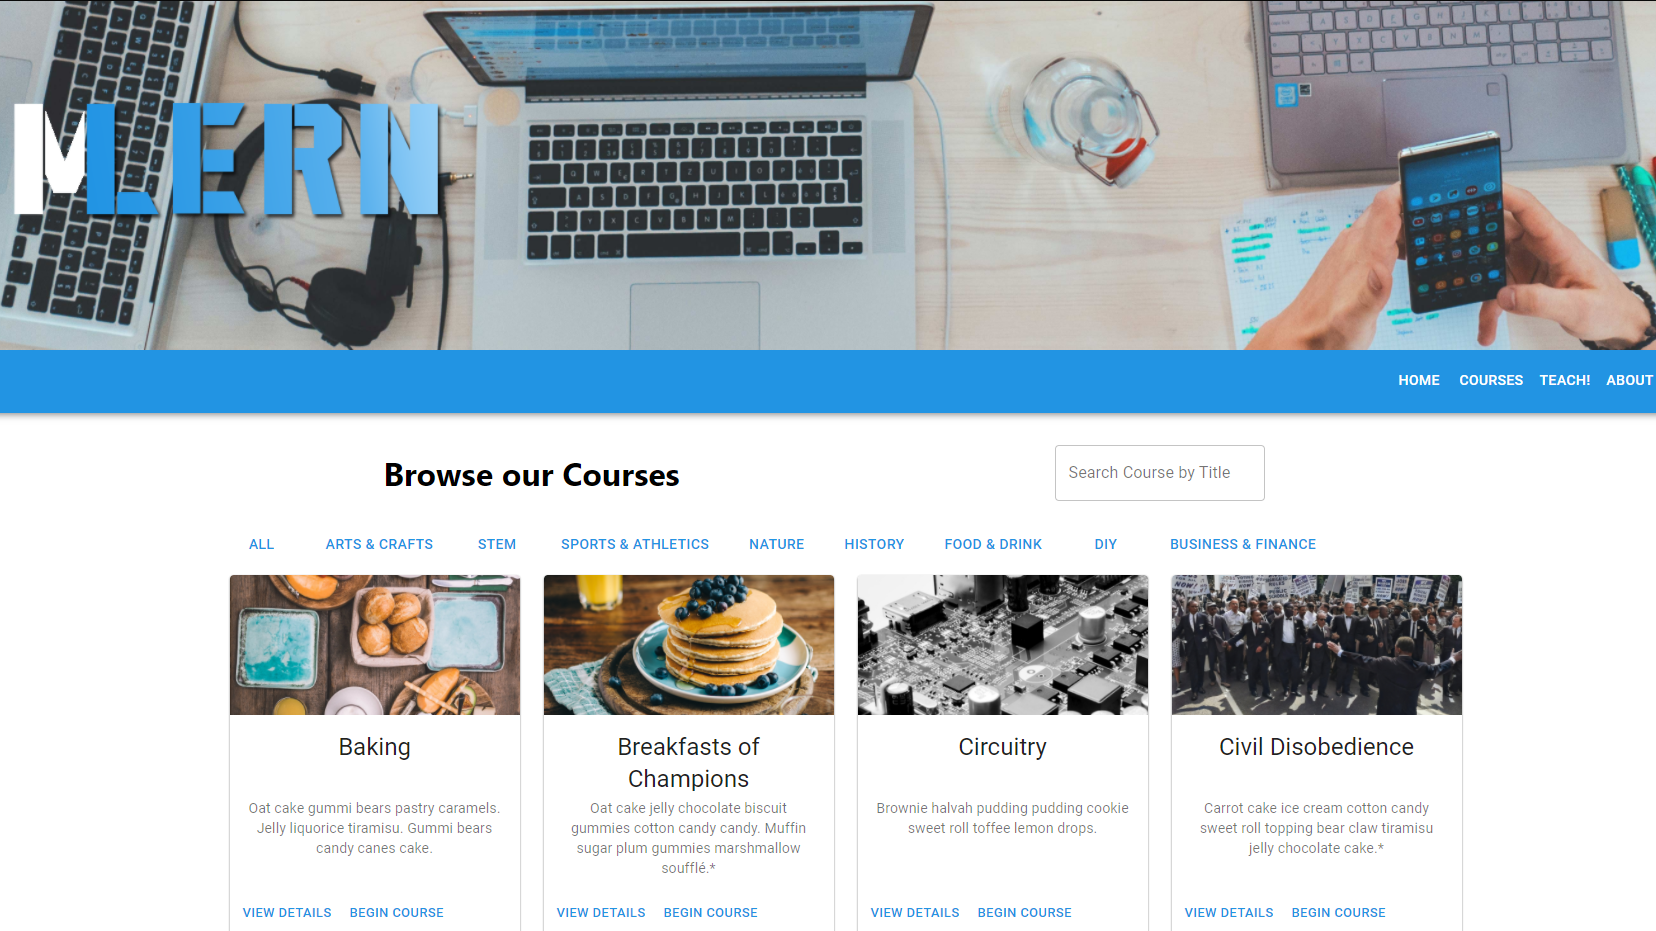 MLERN
HOME COURSES TEACH! ABOUT
Browse our Courses
Search Course by Title
ALL ARTS & CRAFTS STEM SPORTS & ATHLETICS NATURE HISTORY FOOD & DRINK DIY BUSINESS & FINANCE
Baking
Oat cake gummi bears pastry caramels.
Jelly liquorice tiramisu. Gummi bears
candy canes cake.
VIEW DETAILS BEGIN COURSE
Breakfasts of
Champions
Oat cake jelly chocolate biscuit
gummies cotton candy candy. Muffin
sugar plum gummies marshmallow
soufflé.*
VIEW DETAILS BEGIN COURSE
Circuitry
Brownie halvah pudding pudding cookie
sweet roll toffee lemon drops.
VIEW DETAILS BEGIN COURSE
Civil Disobedience
Carrot cake ice cream cotton candy
sweet roll topping bear claw tiramisu
jelly chocolate cake.*
VIEW DETAILS BEGIN COURSE